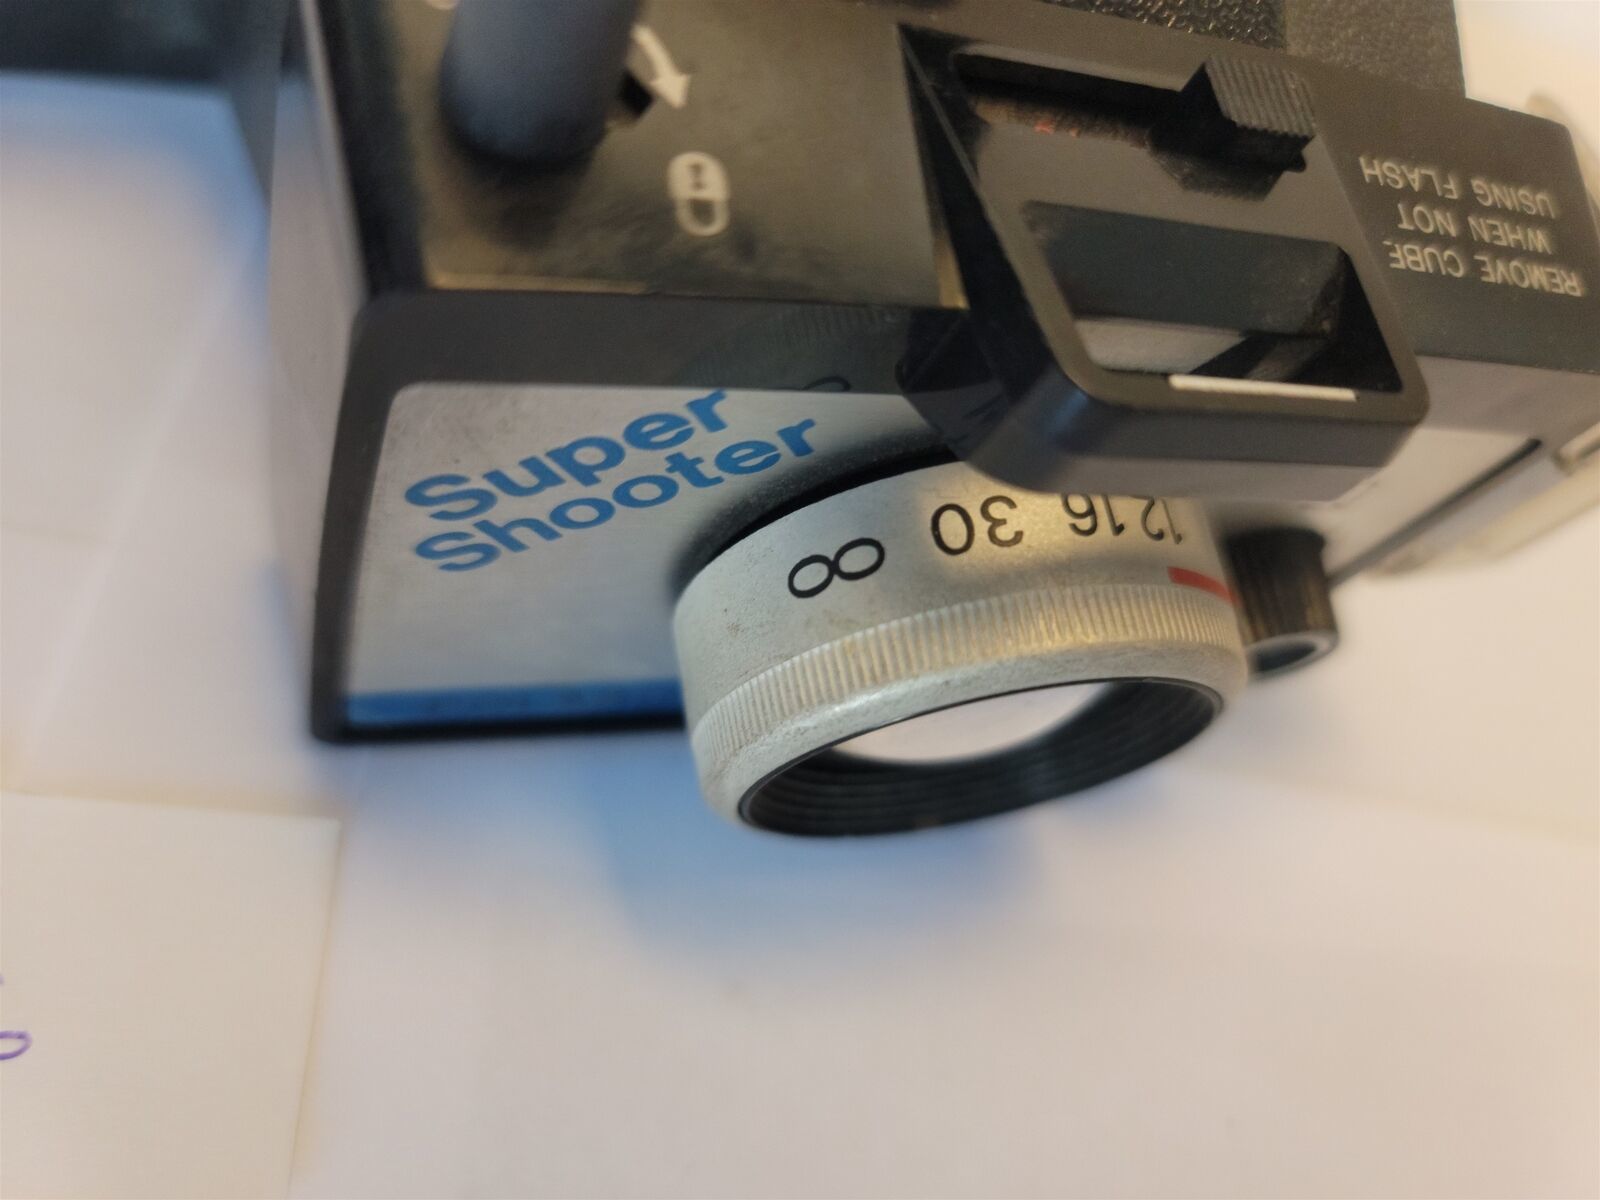 REMOVE CUBE
WHEN NOT
USING FLASH
Super
Shooter
∞ 30 16 12